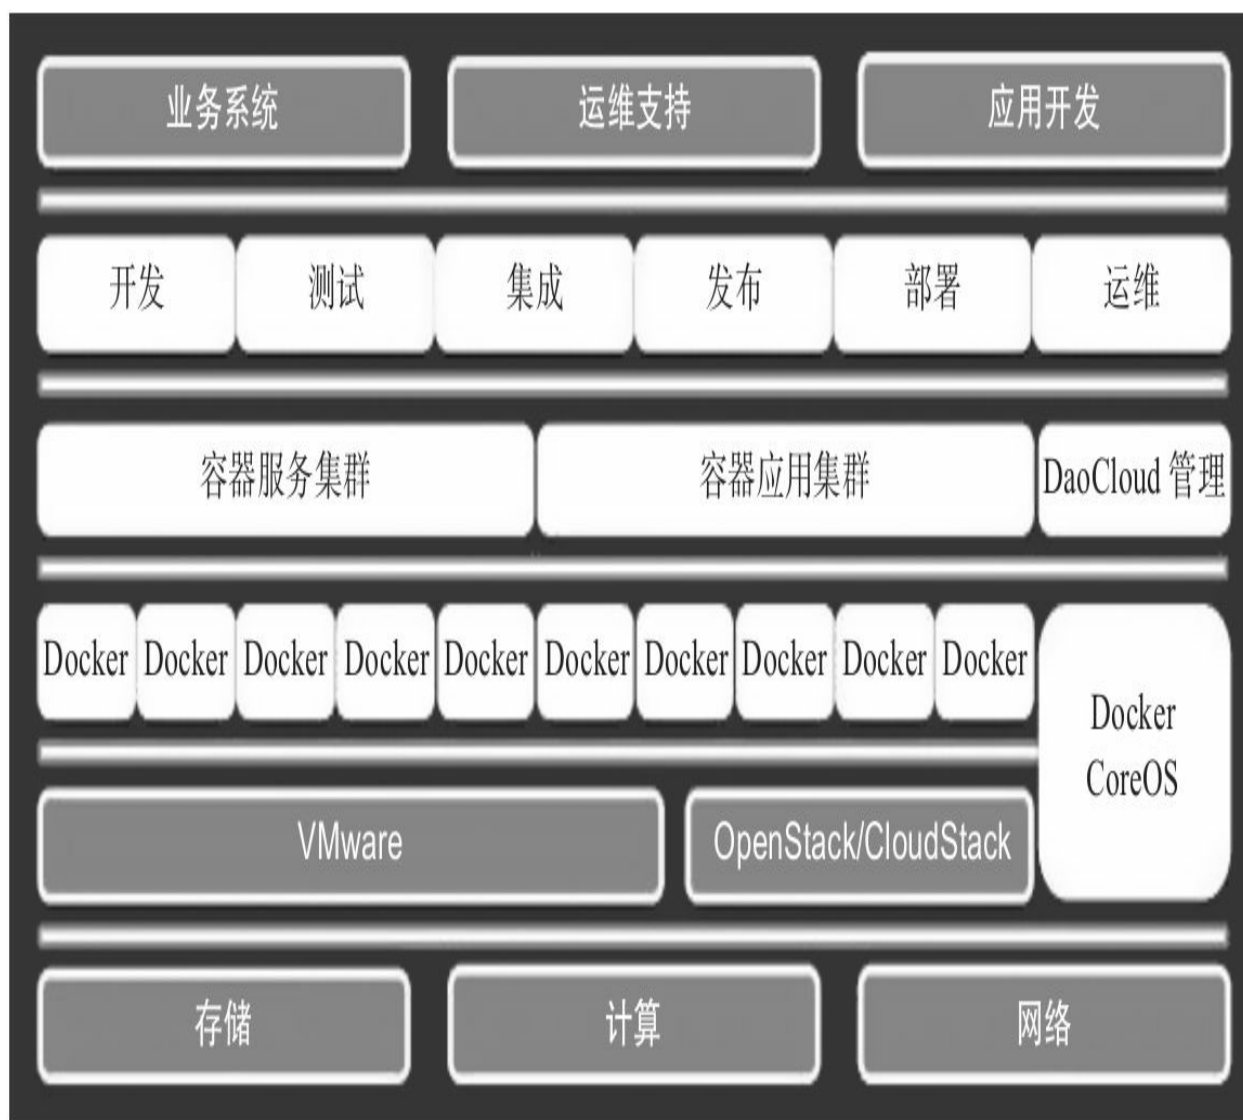 业务系统 运维支持 应用开发
开发 测试 集成 发布 部署 运维
容器服务集群 容器应用集群 DaoCloud 管理
Docker Docker Docker Docker Docker Docker Docker Docker Docker Docker
Docker
CoreOS
VMware OpenStack/CloudStack
存储 计算 网络